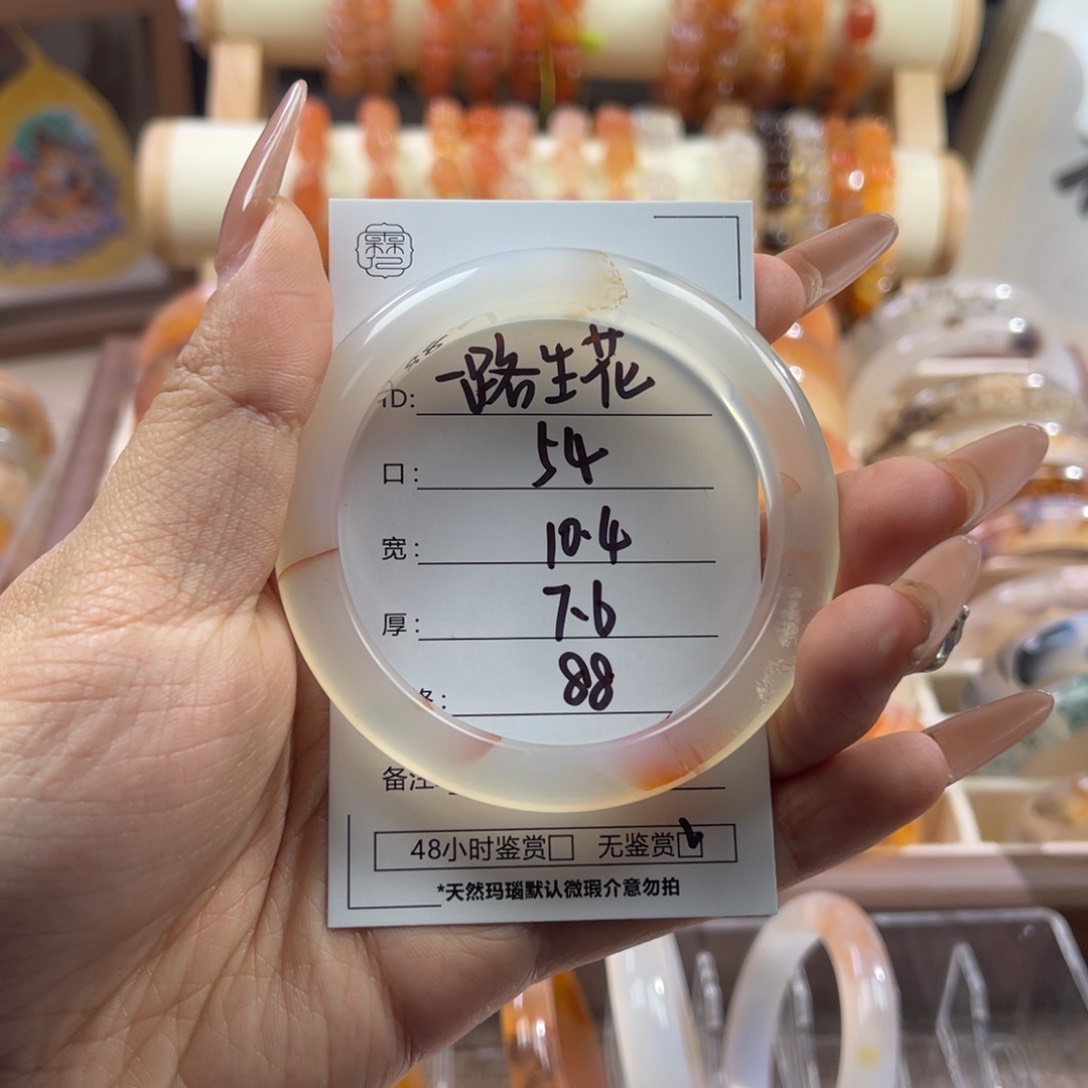 ID: 一路生花
口: 54
宽: 10.4
厚: 7.6
: 88
备注
48小时鉴赏□ 无鉴赏☑
*天然玛瑙默认微瑕介意勿拍